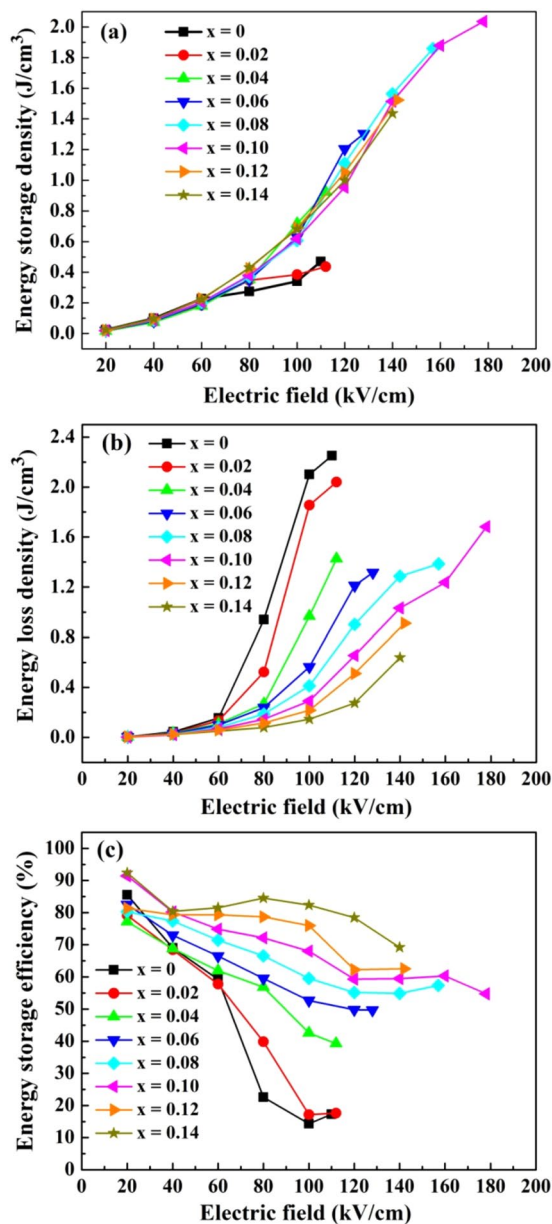 (a)
x = 0
x = 0.02
x = 0.04
x = 0.06
x = 0.08
x = 0.10
x = 0.12
x = 0.14
Energy storage density (J/cm³)
2.0
1.8
1.6
1.4
1.2
1.0
0.8
0.6
0.4
0.2
0.0
20 40 60 80 100 120 140 160 180 200
Electric field (kV/cm)
(b)
x = 0
x = 0.02
x = 0.04
x = 0.06
x = 0.08
x = 0.10
x = 0.12
x = 0.14
Energy loss density (J/cm³)
2.4
2.0
1.6
1.2
0.8
0.4
0.0
0 20 40 60 80 100 120 140 160 180 200
Electric field (kV/cm)
(c)
Energy storage efficiency (%)
100
90
80
70
60
50
40
30
20
10
0
x = 0
x = 0.02
x = 0.04
x = 0.06
x = 0.08
x = 0.10
x = 0.12
x = 0.14
0 20 40 60 80 100 120 140 160 180 200
Electric field (kV/cm)